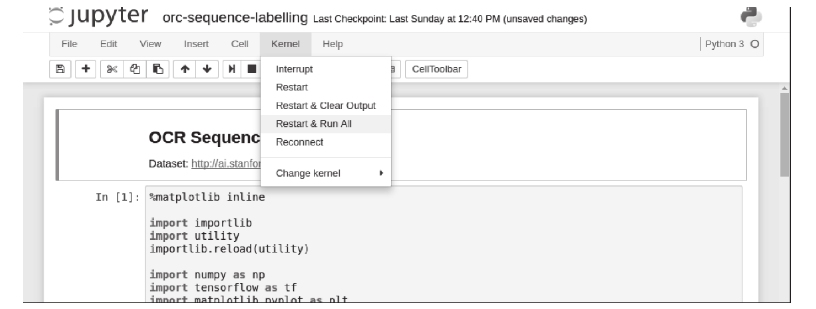 jupyter orc-sequence-labelling Last Checkpoint: Last Sunday at 12:40 PM (unsaved changes)
File Edit View Insert Cell Kernel Help Python 3
CellToolbar
Interrupt
Restart
Restart & Clear Output
Restart & Run All
Reconnect
Change kernel
OCR Sequenc
Dataset: http://ai.stanfor
In [1]: %matplotlib inline
import importlib
import utility
importlib.reload(utility)
import numpy as np
import tensorflow as tf
import matplotlib.pyplot as plt